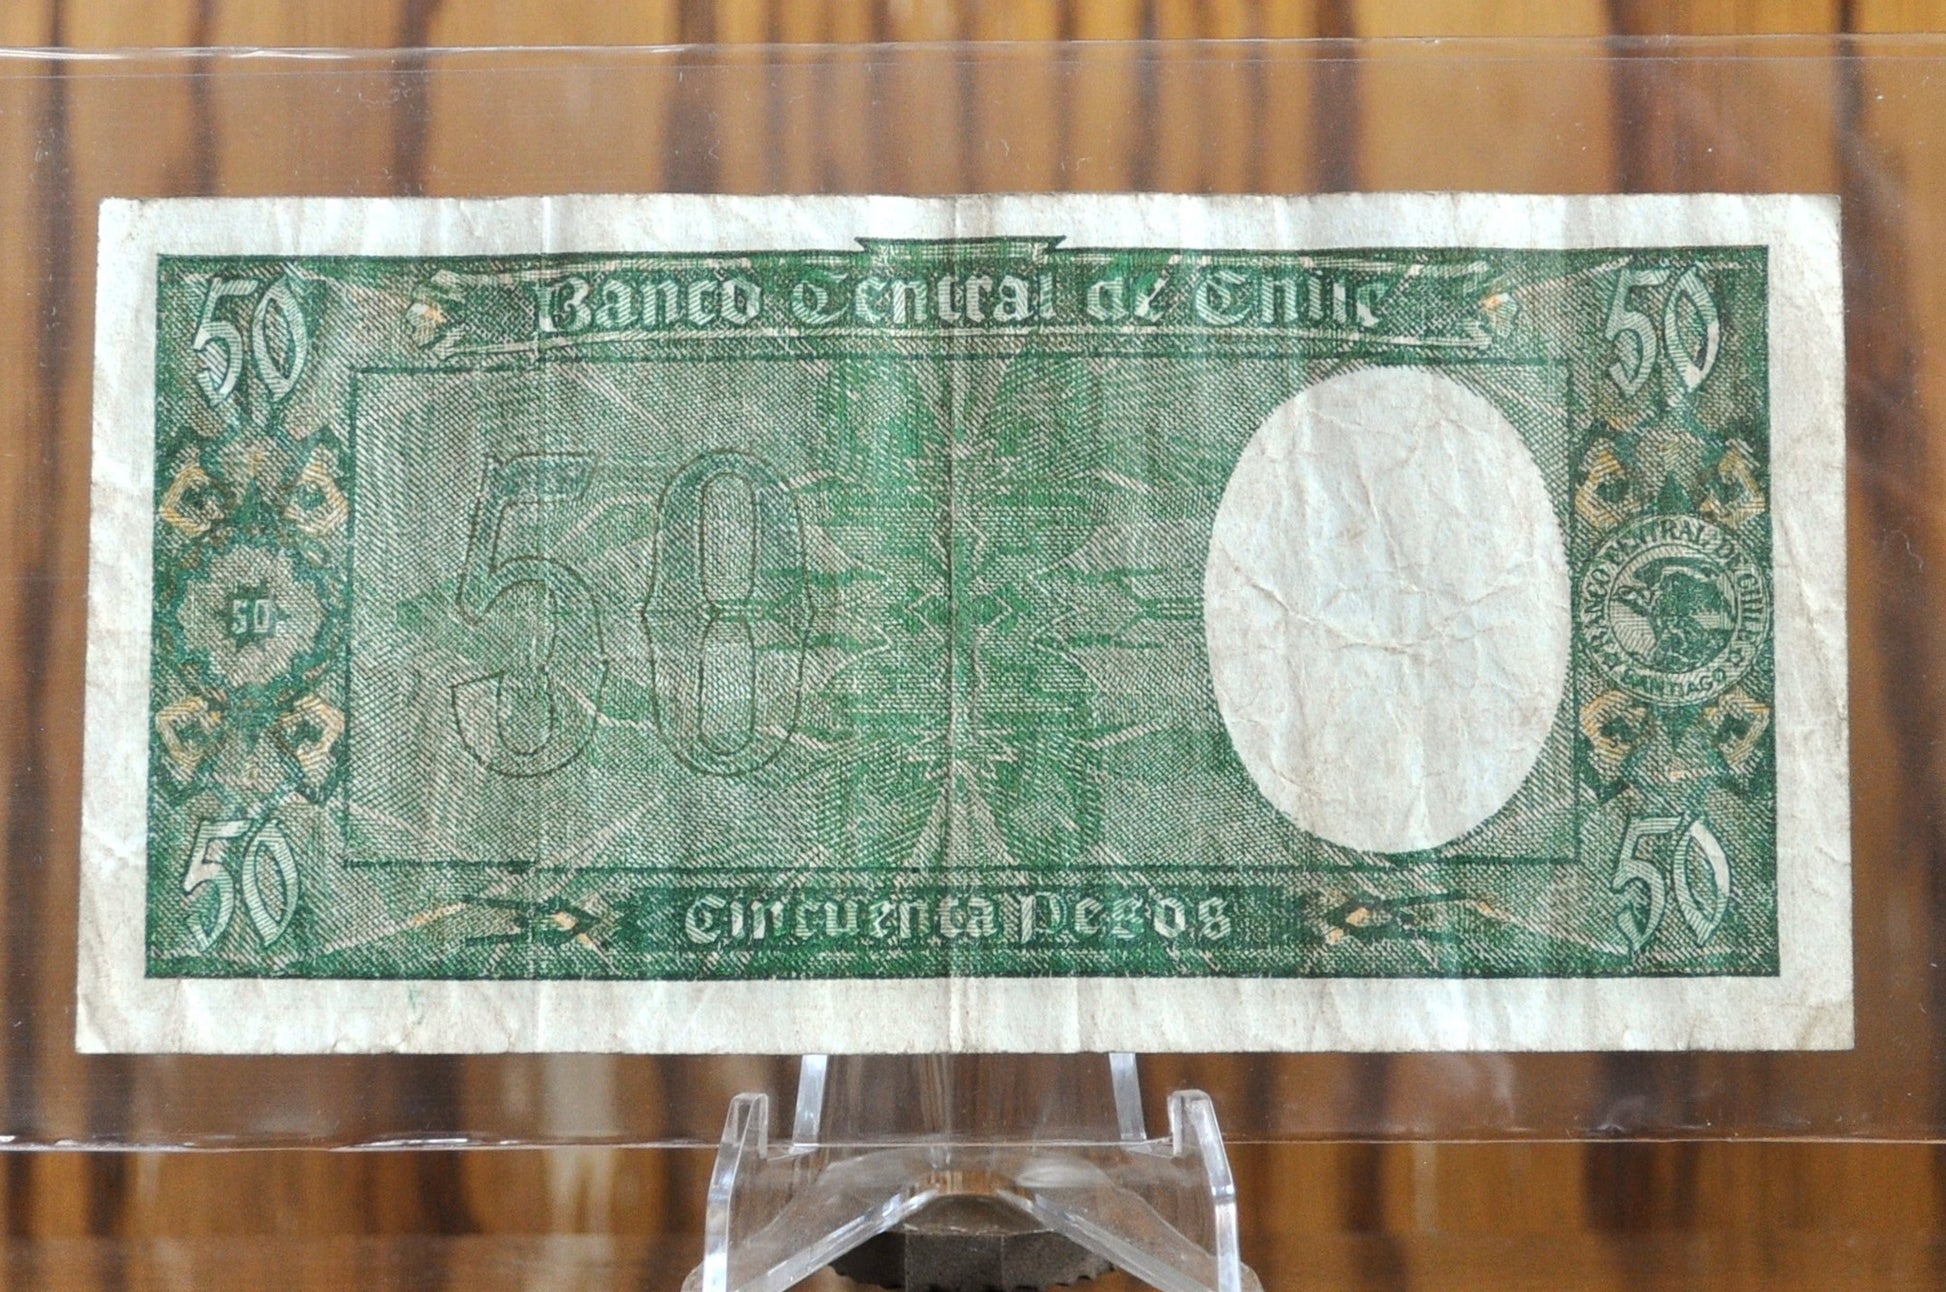 50 Banco Central de Chile 50
50
50
BANCO CENTRAL DE CHILE
SANTIAGO
50 Cincuenta Pesos 50